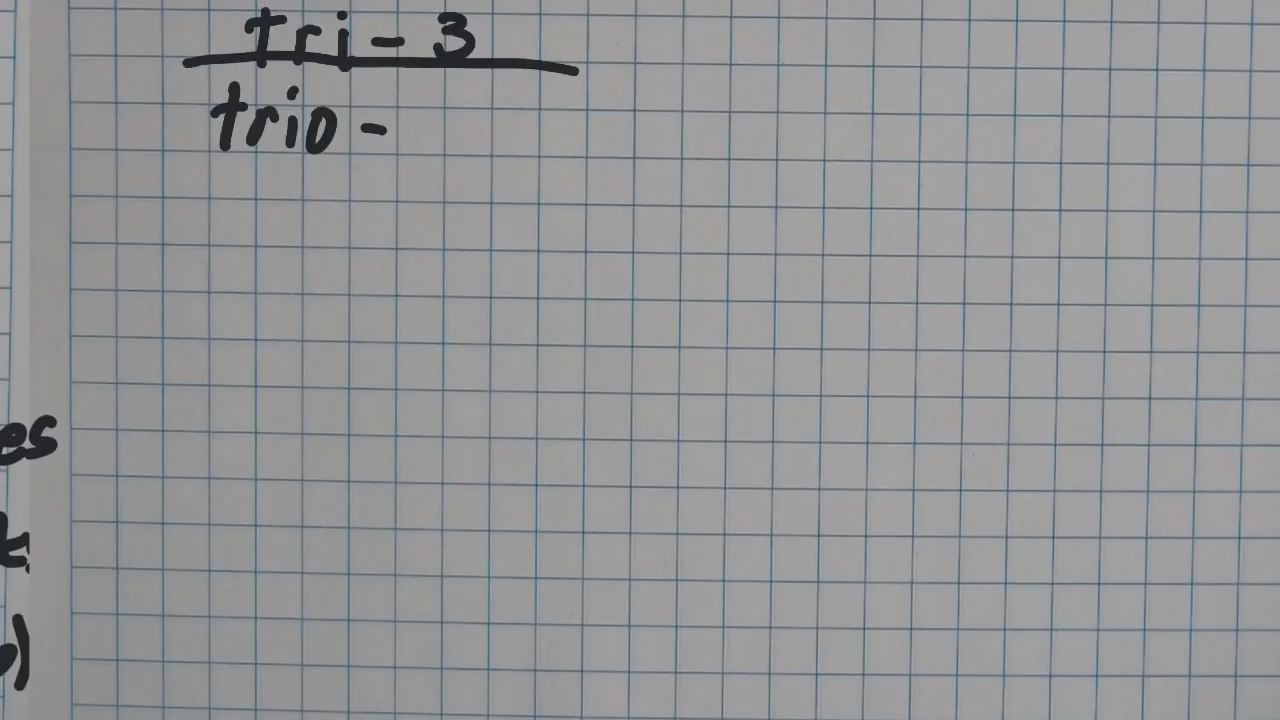 tri - 3
trio -
es
t.